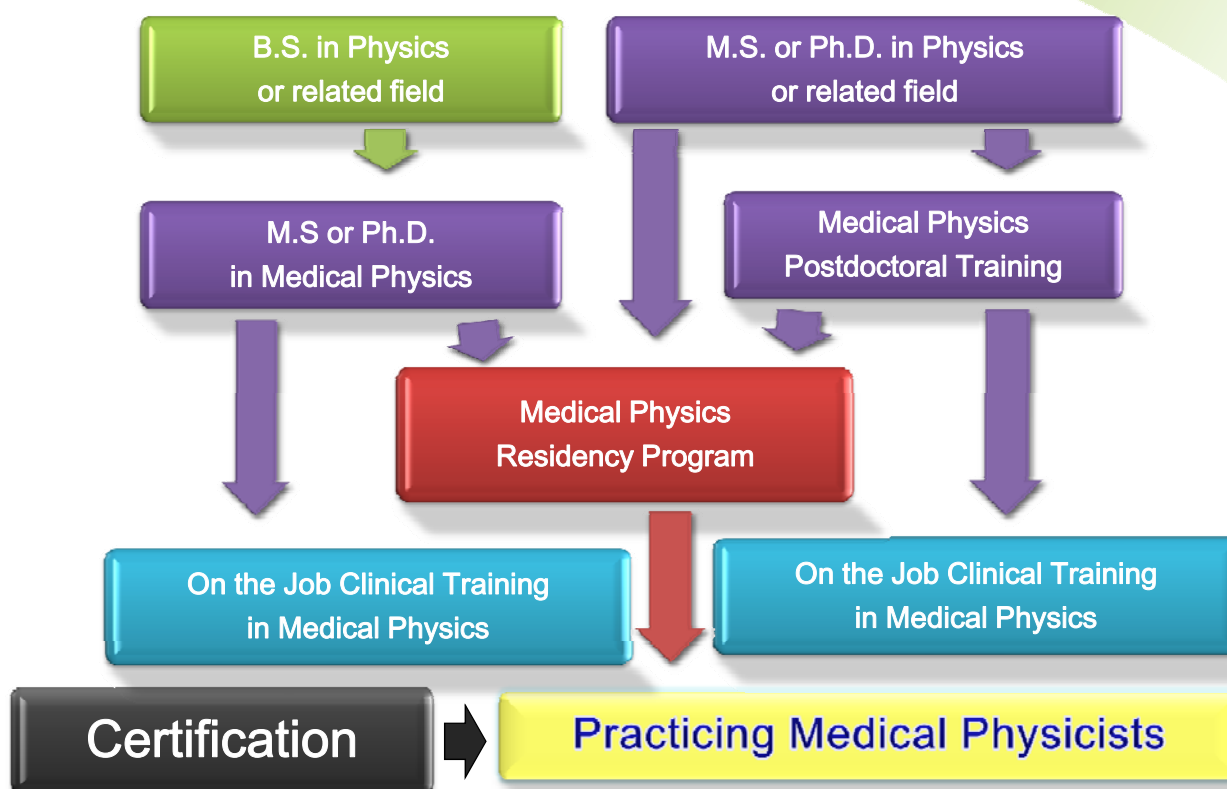 B.S. in Physics
or related field
M.S. or Ph.D. in Physics
or related field
M.S or Ph.D.
in Medical Physics
Medical Physics
Postdoctoral Training
Medical Physics
Residency Program
On the Job Clinical Training
in Medical Physics
On the Job Clinical Training
in Medical Physics
Certification
Practicing Medical Physicists